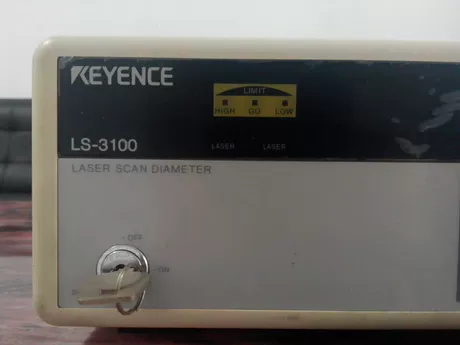 KEYENCE
LIMIT
HIGH GO LOW
LS-3100
LASER LASER
LASER SCAN DIAMETER
OFF
ON